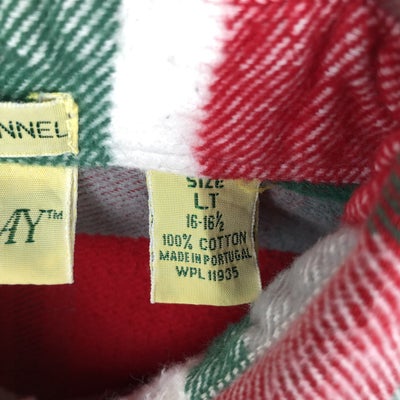 NNEL
AY™
SIZE
LT
16-16½
100% COTTON
MADE IN PORTUGAL
WPL 11935